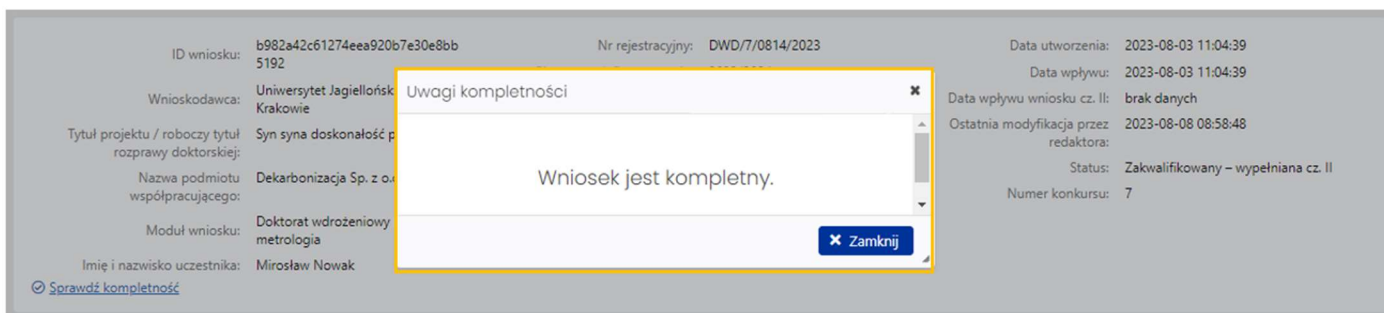 ID wniosku: b982a42c61274eea920b7e30e8bb
5192
Wnioskodawca: Uniwersytet Jagiellońsk
Krakowie
Tytuł projektu / roboczy tytuł
rozprawy doktorskiej: Syn syna doskonałość p
Nazwa podmiotu
współpracującego: Dekarbonizacja Sp. z o.
Moduł wniosku: Doktorat wdrożeniowy
metrologia
Imię i nazwisko uczestnika: Mirosław Nowak
Sprawdź kompletność
Nr rejestracyjny: DWD/7/0814/2023
Uwagi kompletności
Wniosek jest kompletny.
Zamknij
Data utworzenia: 2023-08-03 11:04:39
Data wpływu: 2023-08-03 11:04:39
Data wpływu wniosku cz. II: brak danych
Ostatnia modyfikacja przez
redaktora: 2023-08-08 08:58:48
Status: Zakwalifikowany – wypełniana cz. II
Numer konkursu: 7